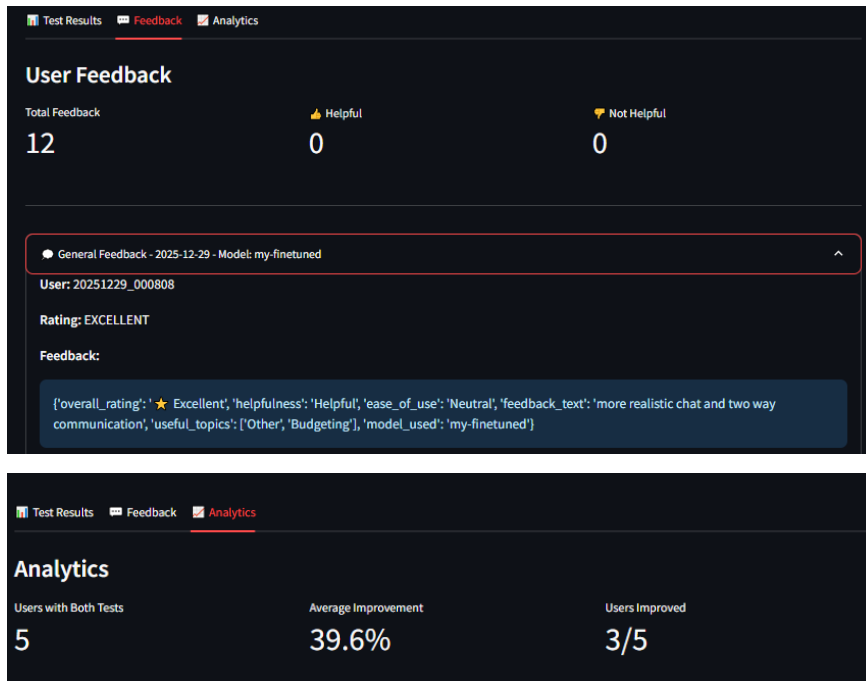 📊 Test Results 💬 Feedback 📈 Analytics
User Feedback
Total Feedback 👍 Helpful 👎 Not Helpful
12 0 0
💬 General Feedback - 2025-12-29 - Model: my-finetuned
User: 20251229_000808
Rating: EXCELLENT
Feedback:
{'overall_rating': '⭐ Excellent', 'helpfulness': 'Helpful', 'ease_of_use': 'Neutral', 'feedback_text': 'more realistic chat and two way
communication', 'useful_topics': ['Other', 'Budgeting'], 'model_used': 'my-finetuned'}
📊 Test Results 💬 Feedback 📈 Analytics
Analytics
Users with Both Tests Average Improvement Users Improved
5 39.6% 3/5